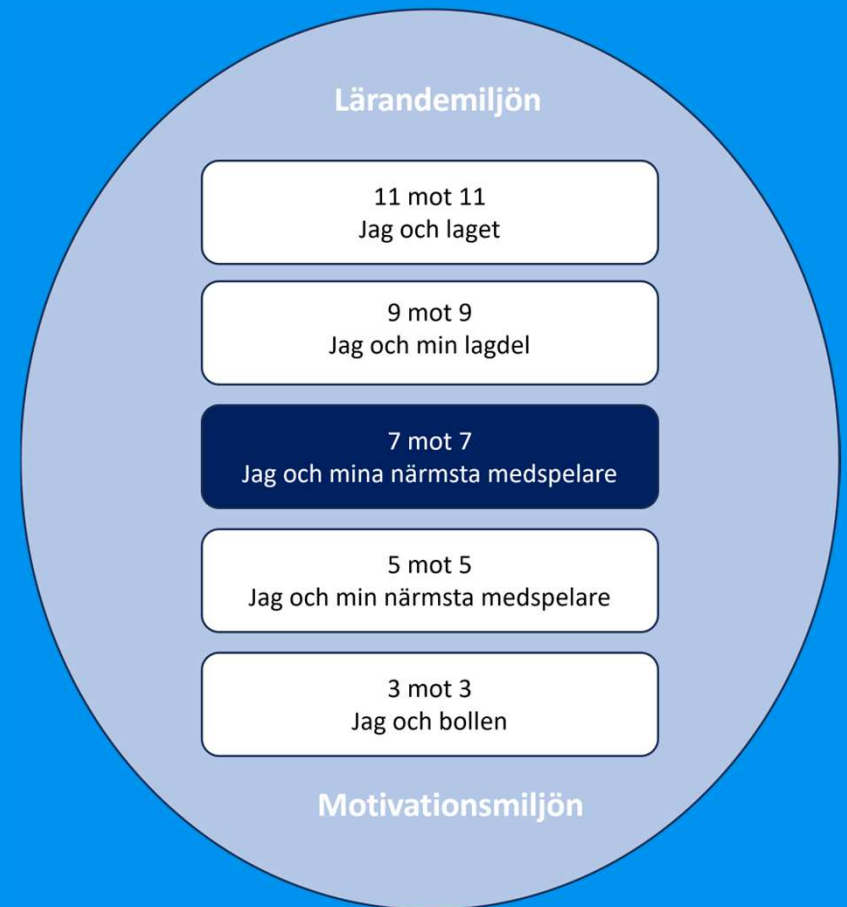 Lärandemiljön
11 mot 11
Jag och laget
9 mot 9
Jag och min lagdel
7 mot 7
Jag och mina närmsta medspelare
5 mot 5
Jag och min närmsta medspelare
3 mot 3
Jag och bollen
Motivationsmiljön